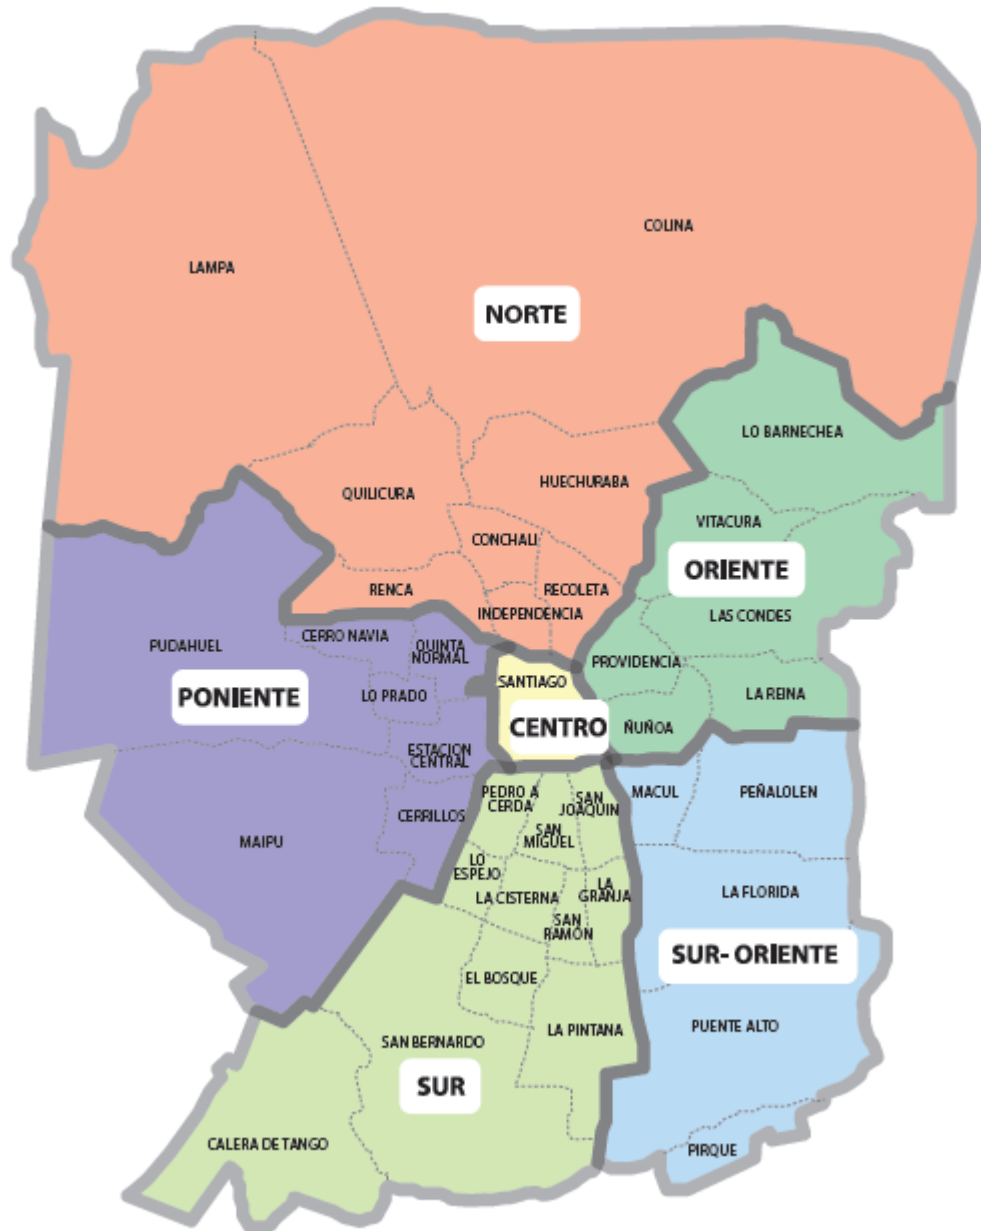 COLINA
LAMPA
NORTE
LO BARNECHEA
HUECHURABA
QUILICURA
VITACURA
CONCHALI
ORIENTE
RENCA
RECOLETA
INDEPENDENCIA
LAS CONDES
CERRO NAVIA
PUDAHUEL
QUINTA
NORMAL
PROVIDENCIA
SANTIAGO
LO PRADO
LA REINA
PONIENTE
CENTRO
ÑUÑOA
ESTACION
CENTRAL
PEDRO A
CERDA
SAN
JOAQUIN
MACUL
PEÑALOLEN
CERRILLOS
MAIPU
SAN
MIGUEL
LO
ESPEJO
LA CISTERNA
LA
GRANJA
LA FLORIDA
SAN
RAMÓN
SUR- ORIENTE
EL BOSQUE
LA PINTANA
PUENTE ALTO
SAN BERNARDO
SUR
CALERA DE TANGO
PIRQUE